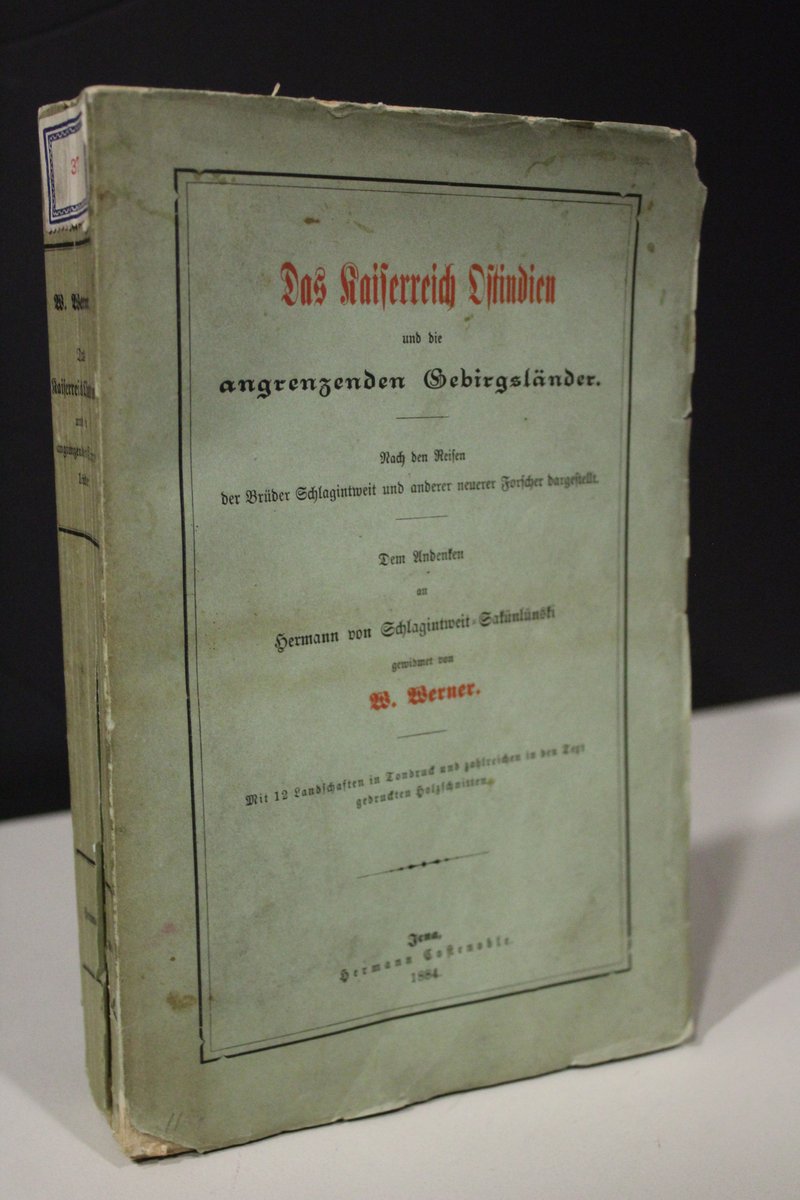 Das Kaiserreich Ostindien
und die
angrenzenden Gebirgsländer.
Nach den Reisen
der Brüder Schlagintweit und anderer neuerer Forscher dargestellt.
Dem Andenken
an
Hermann von Schlagintweit-Sakünlünski
gewidmet von
W. Werner.
Mit 12 Landschaften in Tondruck und zahlreichen in den Text
gedruckten Holzschnitten.
Jena,
Hermann Costenoble.
1884.
W. Wern
Das
Kaiserreich
und